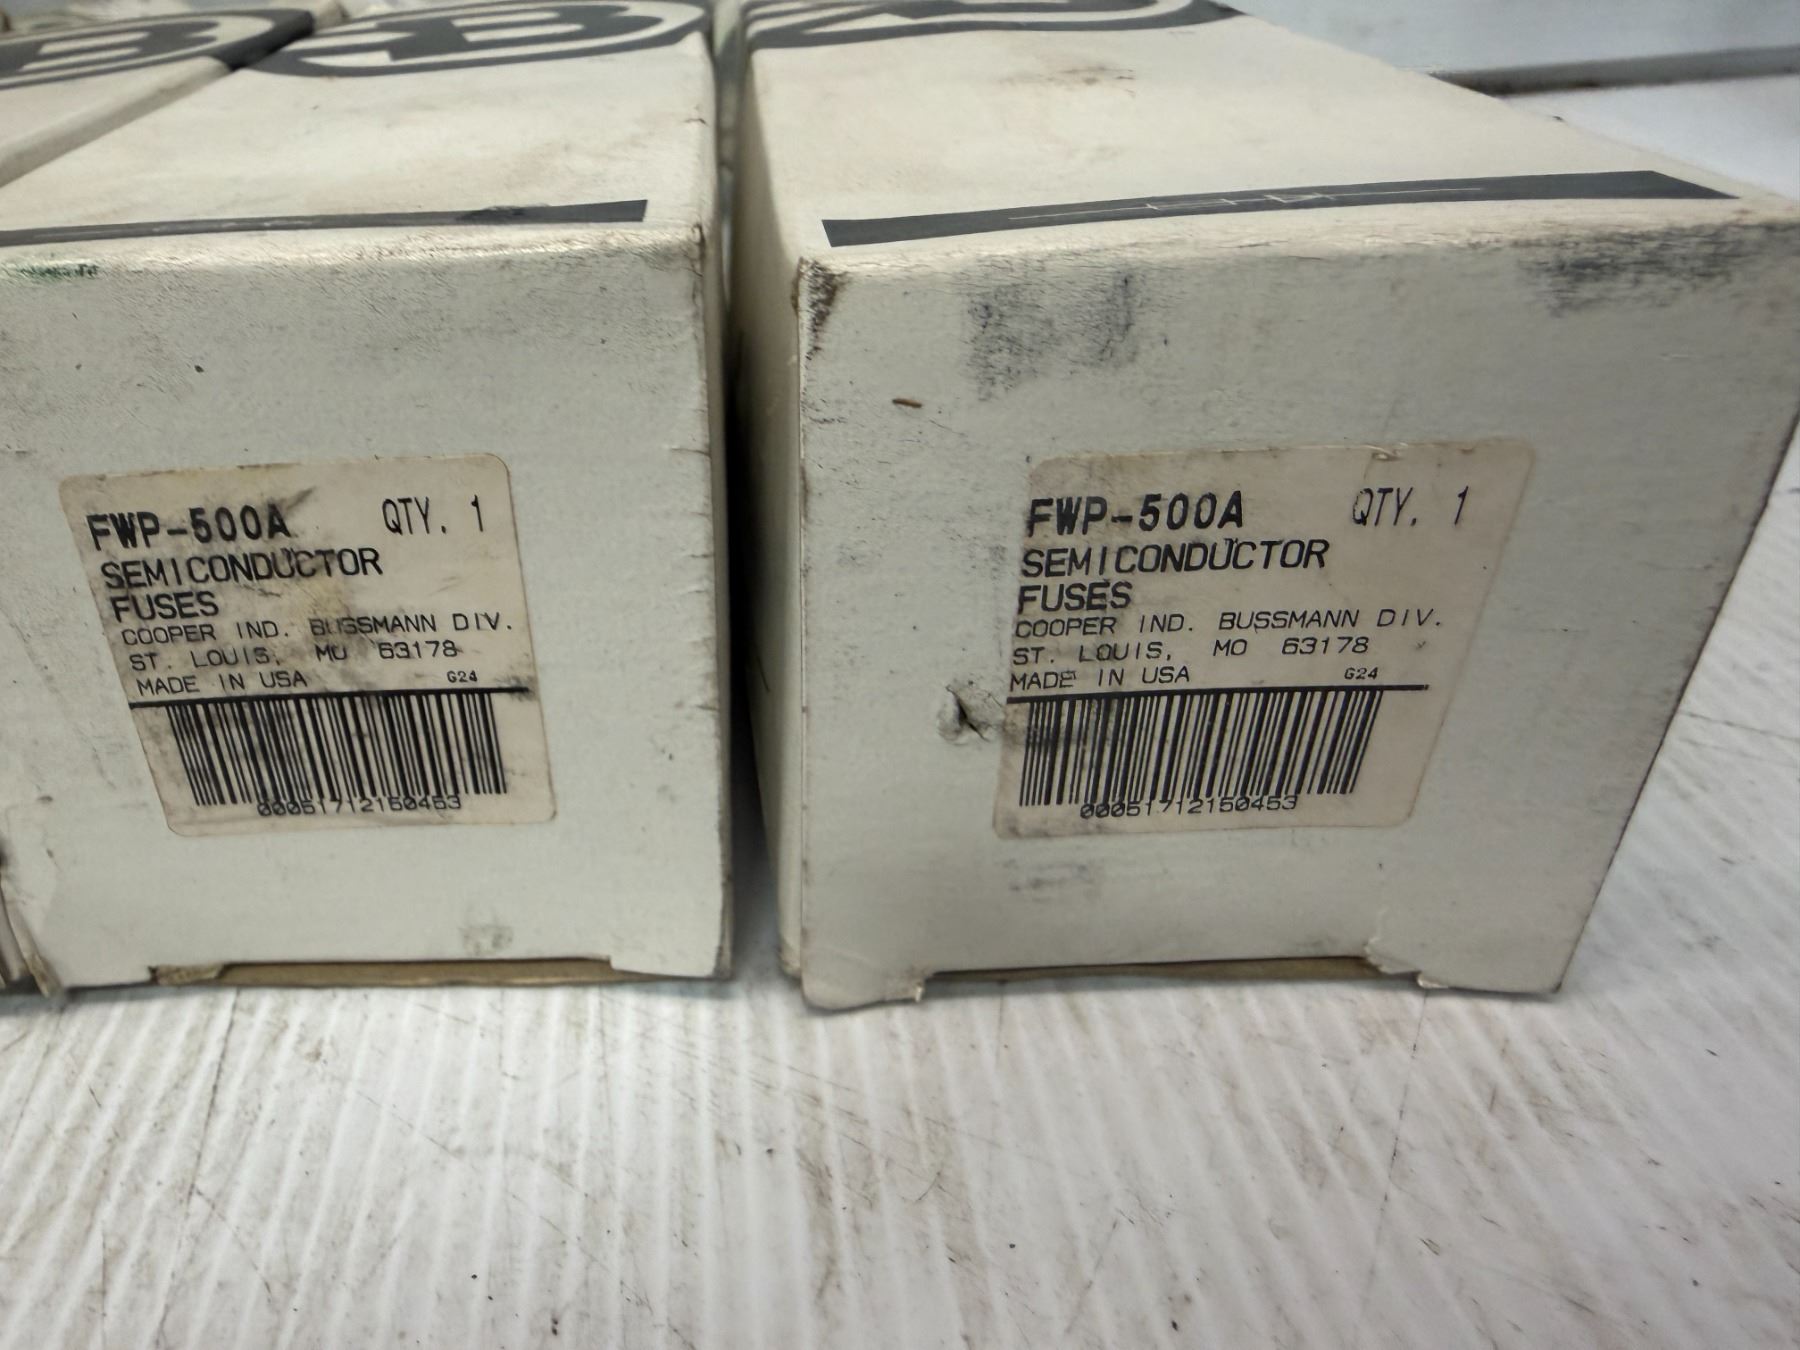 B
B
FWP-500A QTY. 1
SEMICONDUCTOR
FUSES
COOPER IND. BUSSMANN DIV.
ST. LOUIS, MO 63178
MADE IN USA G24
00051712150453
FWP-500A QTY. 1
SEMICONDUCTOR
FUSES
COOPER IND. BUSSMANN DIV.
ST. LOUIS, MO 63178
MADE IN USA G24
00051712150453